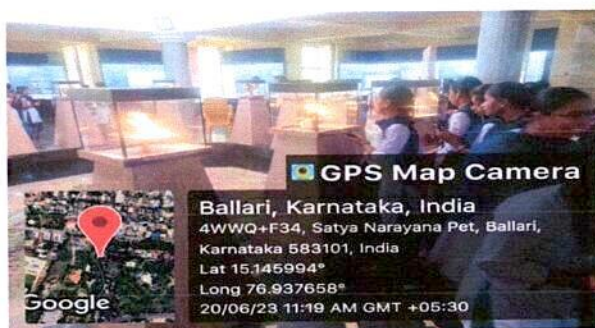 GPS Map Camera
Ballari, Karnataka, India
4WWQ+F34, Satya Narayana Pet, Ballari,
Karnataka 583101, India
Lat 15.145994°
Long 76.937658°
20/06/23 11:19 AM GMT +05:30
Google